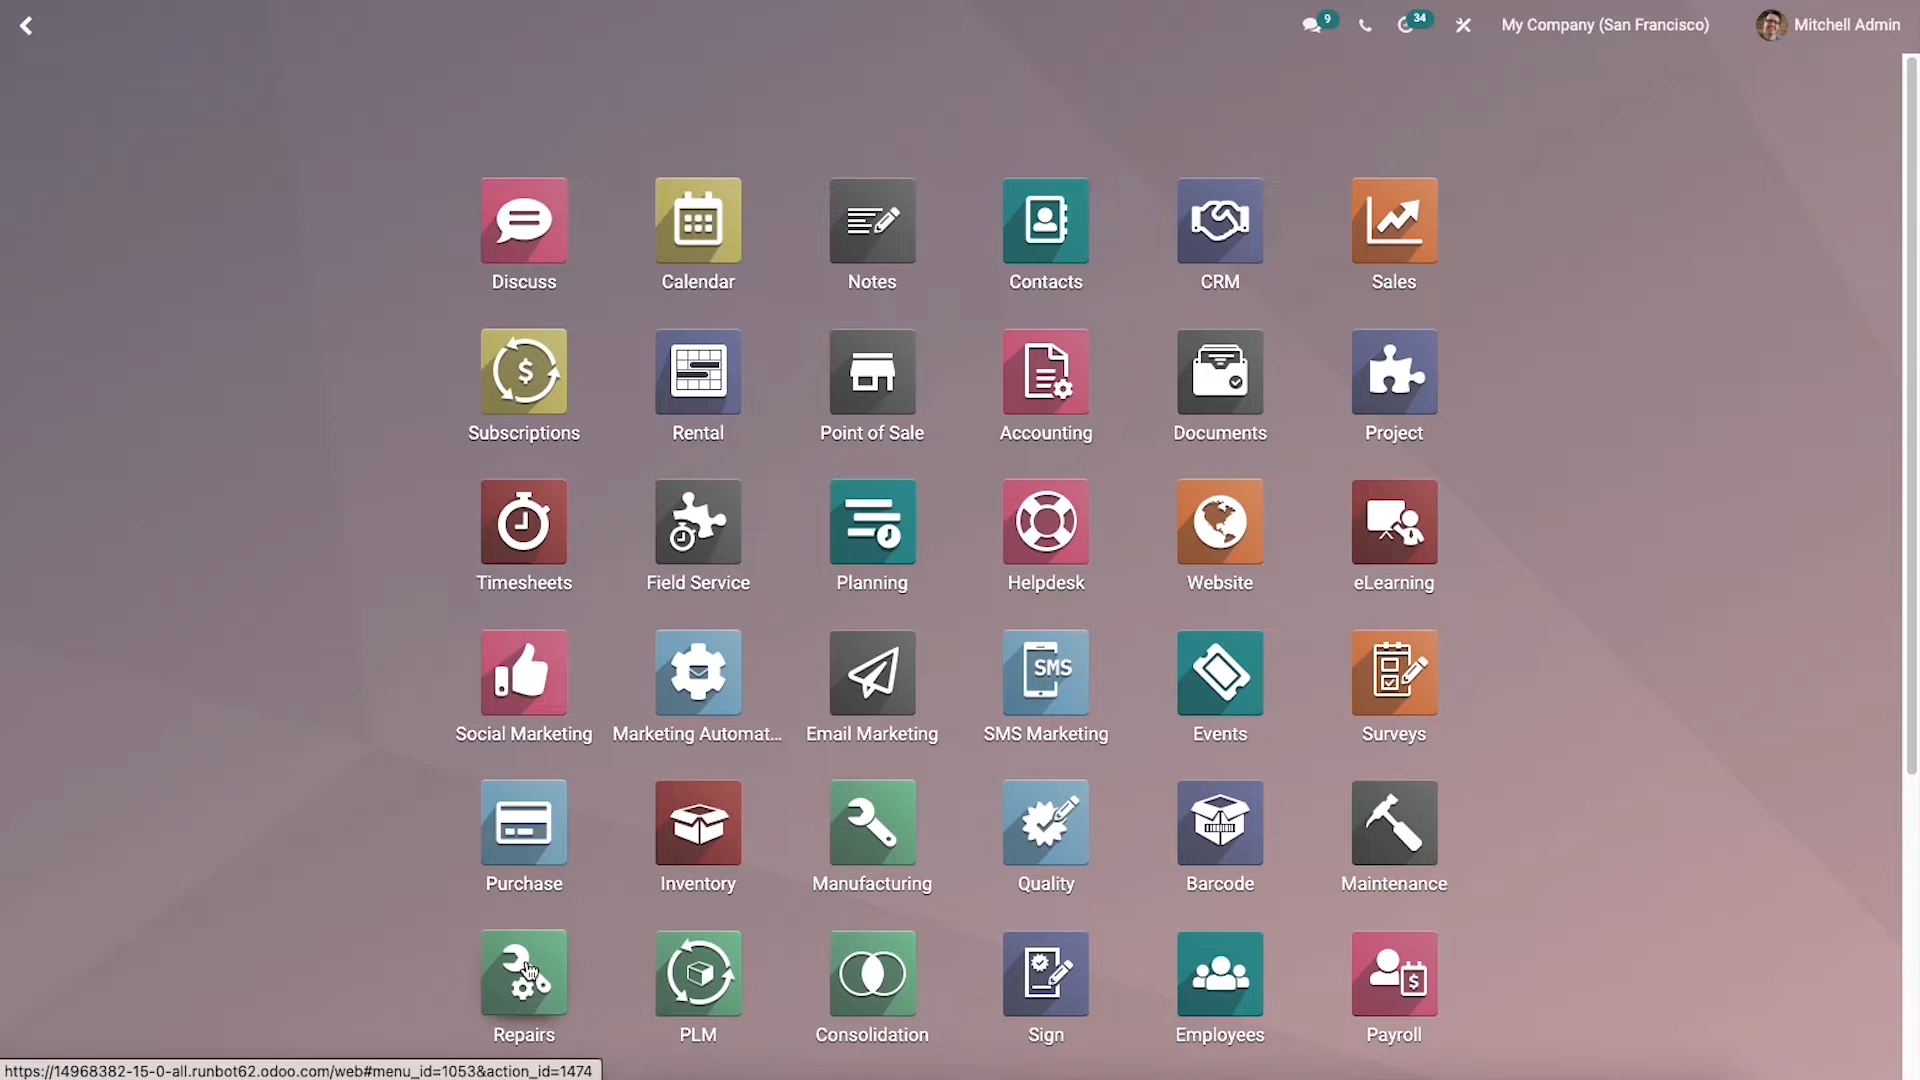 9
34
My Company (San Francisco)
Mitchell Admin
Discuss
Calendar
Notes
Contacts
CRM
Sales
$
Subscriptions
Rental
Point of Sale
Accounting
Documents
Project
Timesheets
Field Service
Planning
Helpdesk
Website
eLearning
SMS
Social Marketing
Marketing Automat...
Email Marketing
SMS Marketing
Events
Surveys
Purchase
Inventory
Manufacturing
Quality
Barcode
Maintenance
$
Repairs
PLM
Consolidation
Sign
Employees
Payroll
https://14968382-15-0-all.runbot62.odoo.com/web#menu_id=1053&action_id=1474